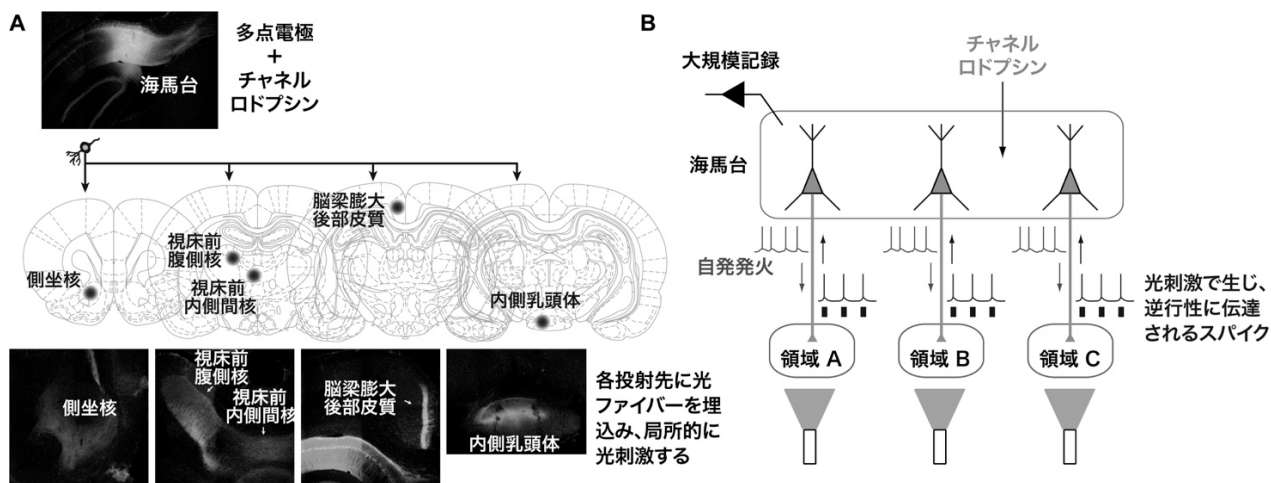 A
海馬台
多点電極
+
チャネル
ロドプシン
脳梁膨大
後部皮質
視床前
腹側核
側坐核
視床前
内側間核
内側乳頭体
側坐核
視床前
腹側核
視床前
内側間核
脳梁膨大
後部皮質
内側乳頭体
各投射先に光
ファイバーを埋
込み、局所的に
光刺激する
B
大規模記録
チャネル
ロドプシン
海馬台
自発発火
光刺激で生じ、
逆行性に伝達
されるスパイク
領域 A
領域 B
領域 C